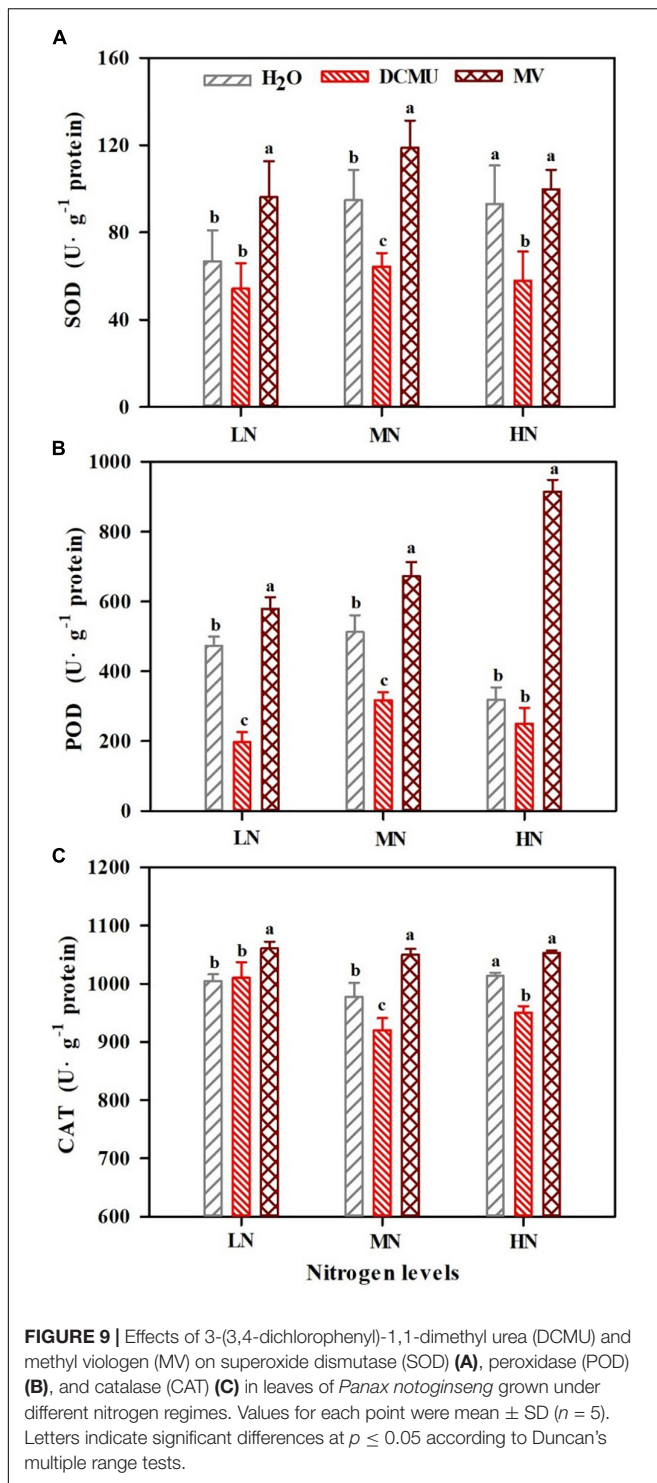 A
160
H2O DCMU MV
120
80
40
0
SOD (U· g-1 protein)
b b a
b c a
a b a
LN MN HN
B
1000
800
600
400
200
0
POD (U· g-1 protein)
b c a
b c a
b b a
LN MN HN
C
1200
1100
1000
900
800
700
600
CAT (U· g-1 protein)
b b a
b c a
a b a
LN MN HN
Nitrogen levels
FIGURE 9 | Effects of 3-(3,4-dichlorophenyl)-1,1-dimethyl urea (DCMU) and
methyl viologen (MV) on superoxide dismutase (SOD) (A), peroxidase (POD)
(B), and catalase (CAT) (C) in leaves of Panax notoginseng grown under
different nitrogen regimes. Values for each point were mean ± SD (n = 5).
Letters indicate significant differences at p ≤ 0.05 according to Duncan's
multiple range tests.